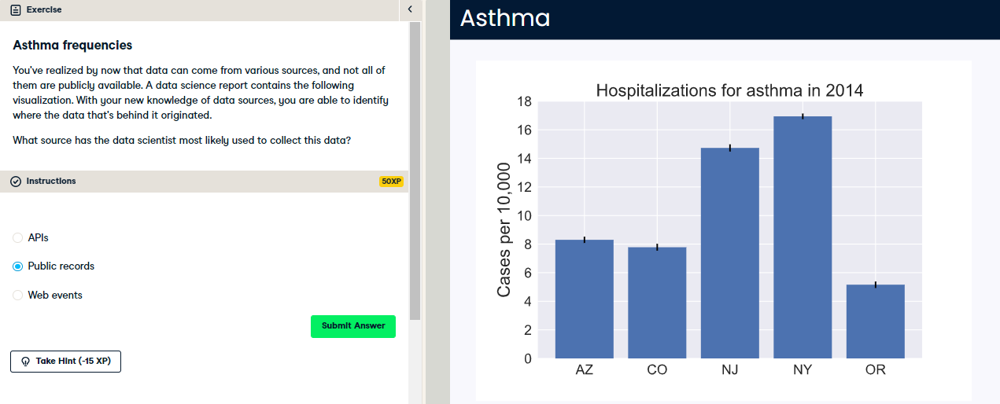 Exercise
Asthma frequencies
You've realized by now that data can come from various sources, and not all of
them are publicly available. A data science report contains the following
visualization. With your new knowledge of data sources, you are able to identify
where the data that's behind it originated.
What source has the data scientist most likely used to collect this data?
Instructions
50XP
APIs
Public records
Web events
Submit Answer
Take Hint (-15 XP)
Asthma
Hospitalizations for asthma in 2014
Cases per 10,000
18
16
14
12
10
8
6
4
2
0
AZ CO NJ NY OR